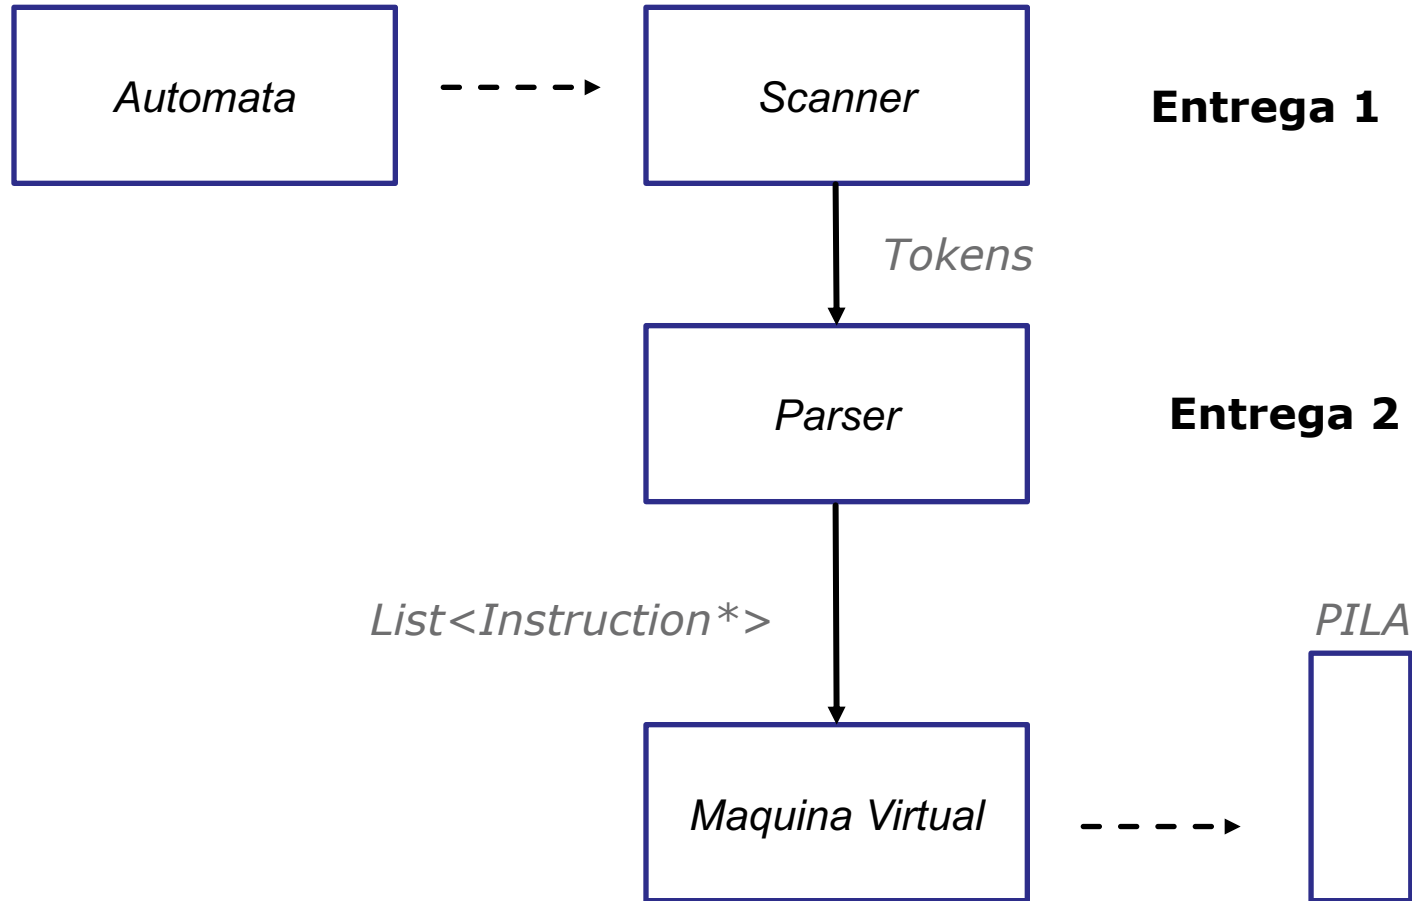 Automata
Scanner
Entrega 1
Tokens
Parser
Entrega 2
List<Instruction*>
PILA
Maquina Virtual